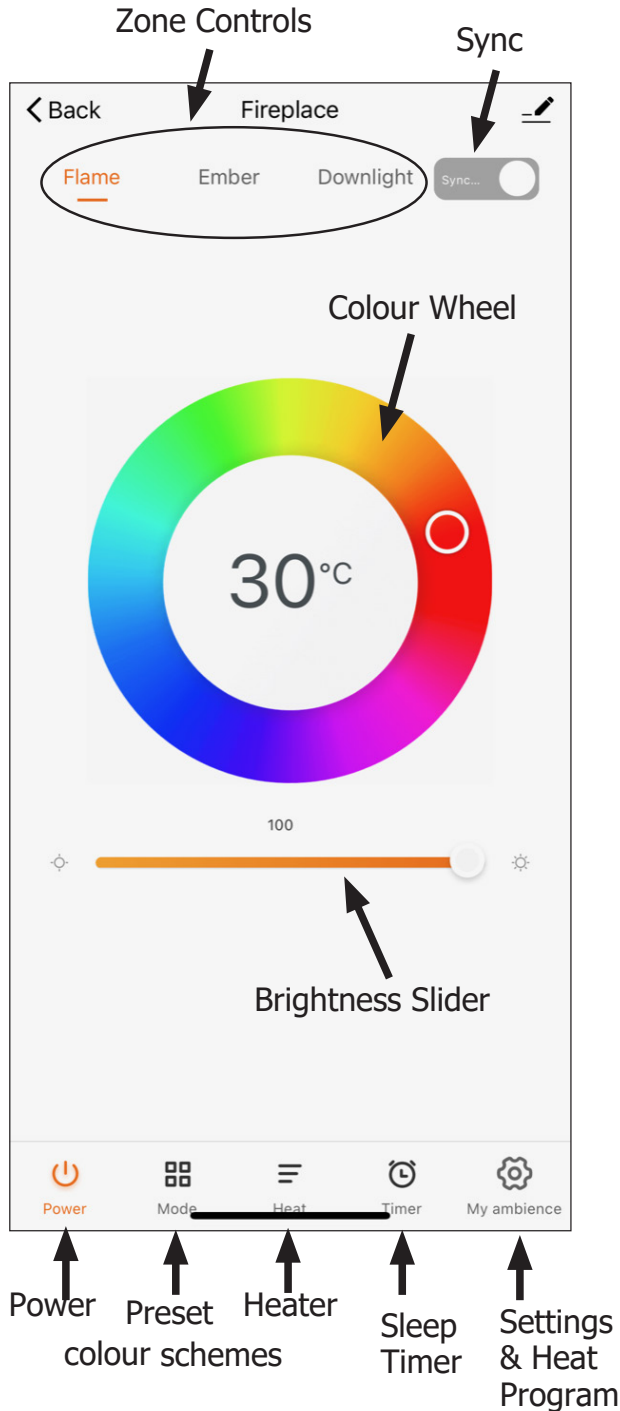 Zone Controls
Sync
Back
Fireplace
Flame
Ember
Downlight
Sync...
Colour Wheel
30°C
100
Brightness Slider
Power
Mode
Heat
Timer
My ambience
Power
Preset
colour schemes
Heater
Sleep
Timer
Settings
& Heat
Program